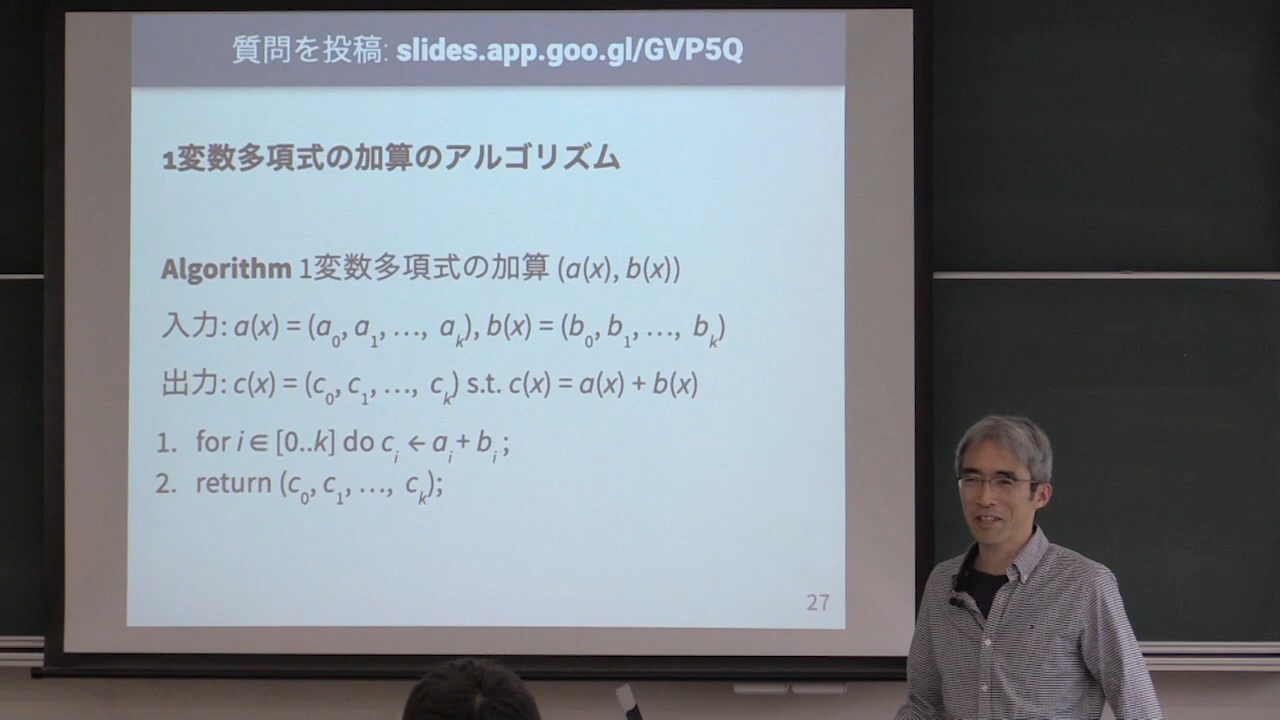 質問を投稿: slides.app.goo.gl/GVP5Q
1変数多項式の加算のアルゴリズム
Algorithm 1変数多項式の加算 (a(x), b(x))
入力: a(x) = (a₀, a₁, …, aₖ), b(x) = (b₀, b₁, …, bₖ)
出力: c(x) = (c₀, c₁, …, cₖ) s.t. c(x) = a(x) + b(x)
1. for i ∈ [0..k] do cᵢ ← aᵢ + bᵢ ;
2. return (c₀, c₁, …, cₖ);
27